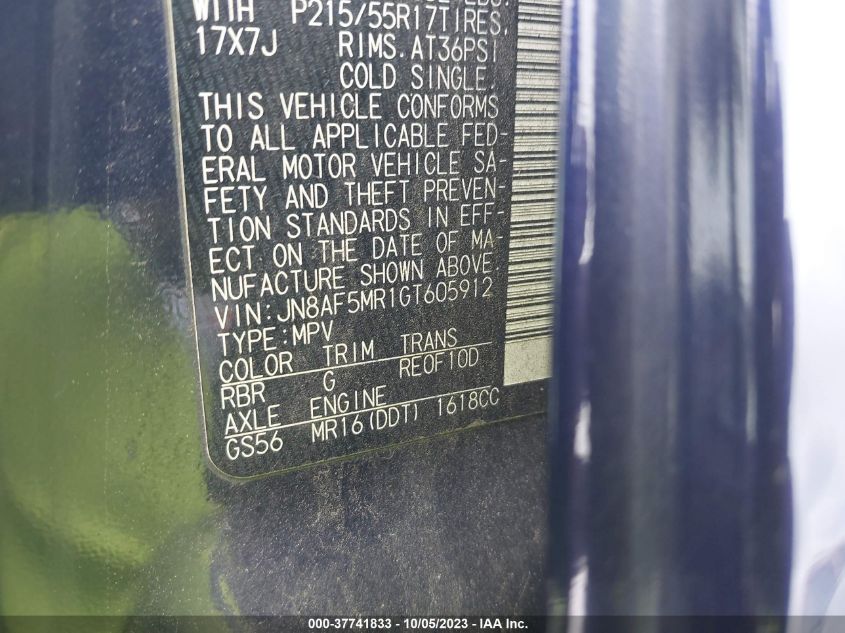 WITH P215/55R17TIRES.
17X7J RIMS.AT36PSI
COLD SINGLE.
THIS VEHICLE CONFORMS
TO ALL APPLICABLE FED-
ERAL MOTOR VEHICLE SA-
FETY AND THEFT PREVEN-
TION STANDARDS IN EFF-
ECT ON THE DATE OF MA-
NUFACTURE SHOWN ABOVE.
VIN:JN8AF5MR1GT605912
TYPE:MPV
COLOR TRIM TRANS
RBR G RE0F10D
AXLE ENGINE
GS56 MR16(DDT) 1618CC
000-37741833 - 10/05/2023 - IAA Inc.